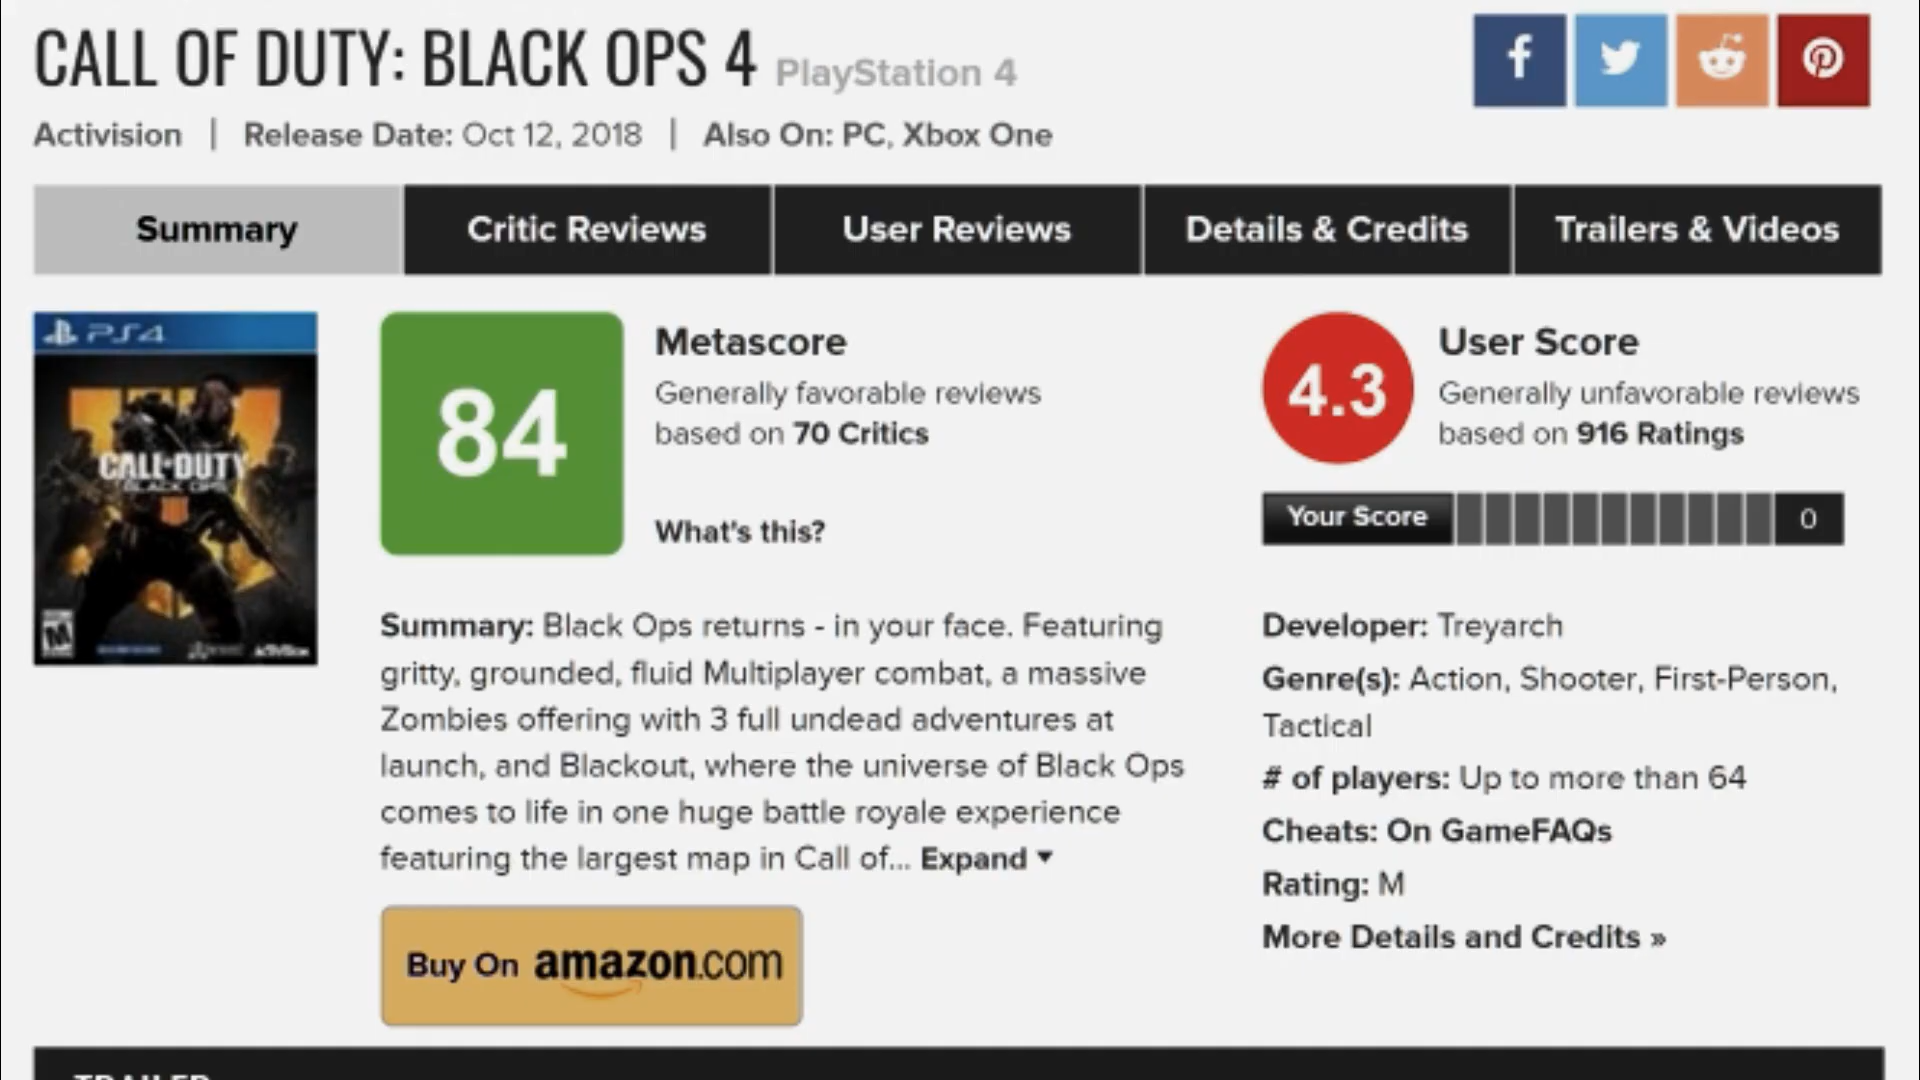 CALL OF DUTY: BLACK OPS 4 PlayStation 4
Activision | Release Date: Oct 12, 2018 | Also On: PC, Xbox One
Summary
Critic Reviews
User Reviews
Details & Credits
Trailers & Videos
PS4
CALL OF DUTY
BLACK OPS
M
ACTIVISION
84
Metascore
Generally favorable reviews
based on 70 Critics
What's this?
4.3
User Score
Generally unfavorable reviews
based on 916 Ratings
Your Score
0
Summary: Black Ops returns - in your face. Featuring
gritty, grounded, fluid Multiplayer combat, a massive
Zombies offering with 3 full undead adventures at
launch, and Blackout, where the universe of Black Ops
comes to life in one huge battle royale experience
featuring the largest map in Call of... Expand ▼
Buy On amazon.com
Developer: Treyarch
Genre(s): Action, Shooter, First-Person,
Tactical
# of players: Up to more than 64
Cheats: On GameFAQs
Rating: M
More Details and Credits »
TRAILER